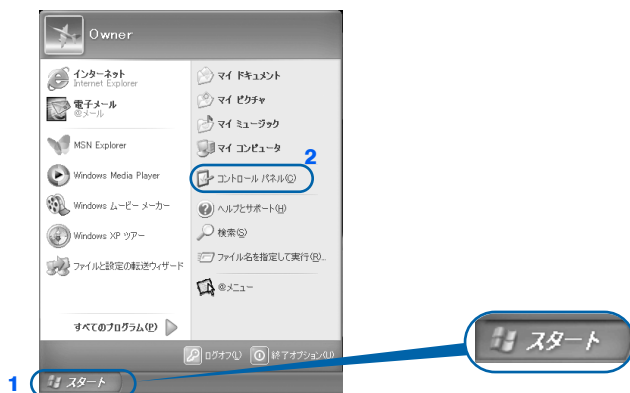 Owner
インターネット
Internet Explorer
電子メール
@メール
MSN Explorer
Windows Media Player
Windows ムービー メーカー
Windows XP ツアー
ファイルと設定の転送ウィザード
すべてのプログラム(P)
マイ ドキュメント
マイ ピクチャ
マイ ミュージック
マイ コンピュータ
2
コントロール パネル(C)
ヘルプとサポート(H)
検索(S)
ファイル名を指定して実行(R)...
@メニュー
ログオフ(L)
終了オプション(U)
1
スタート
スタート